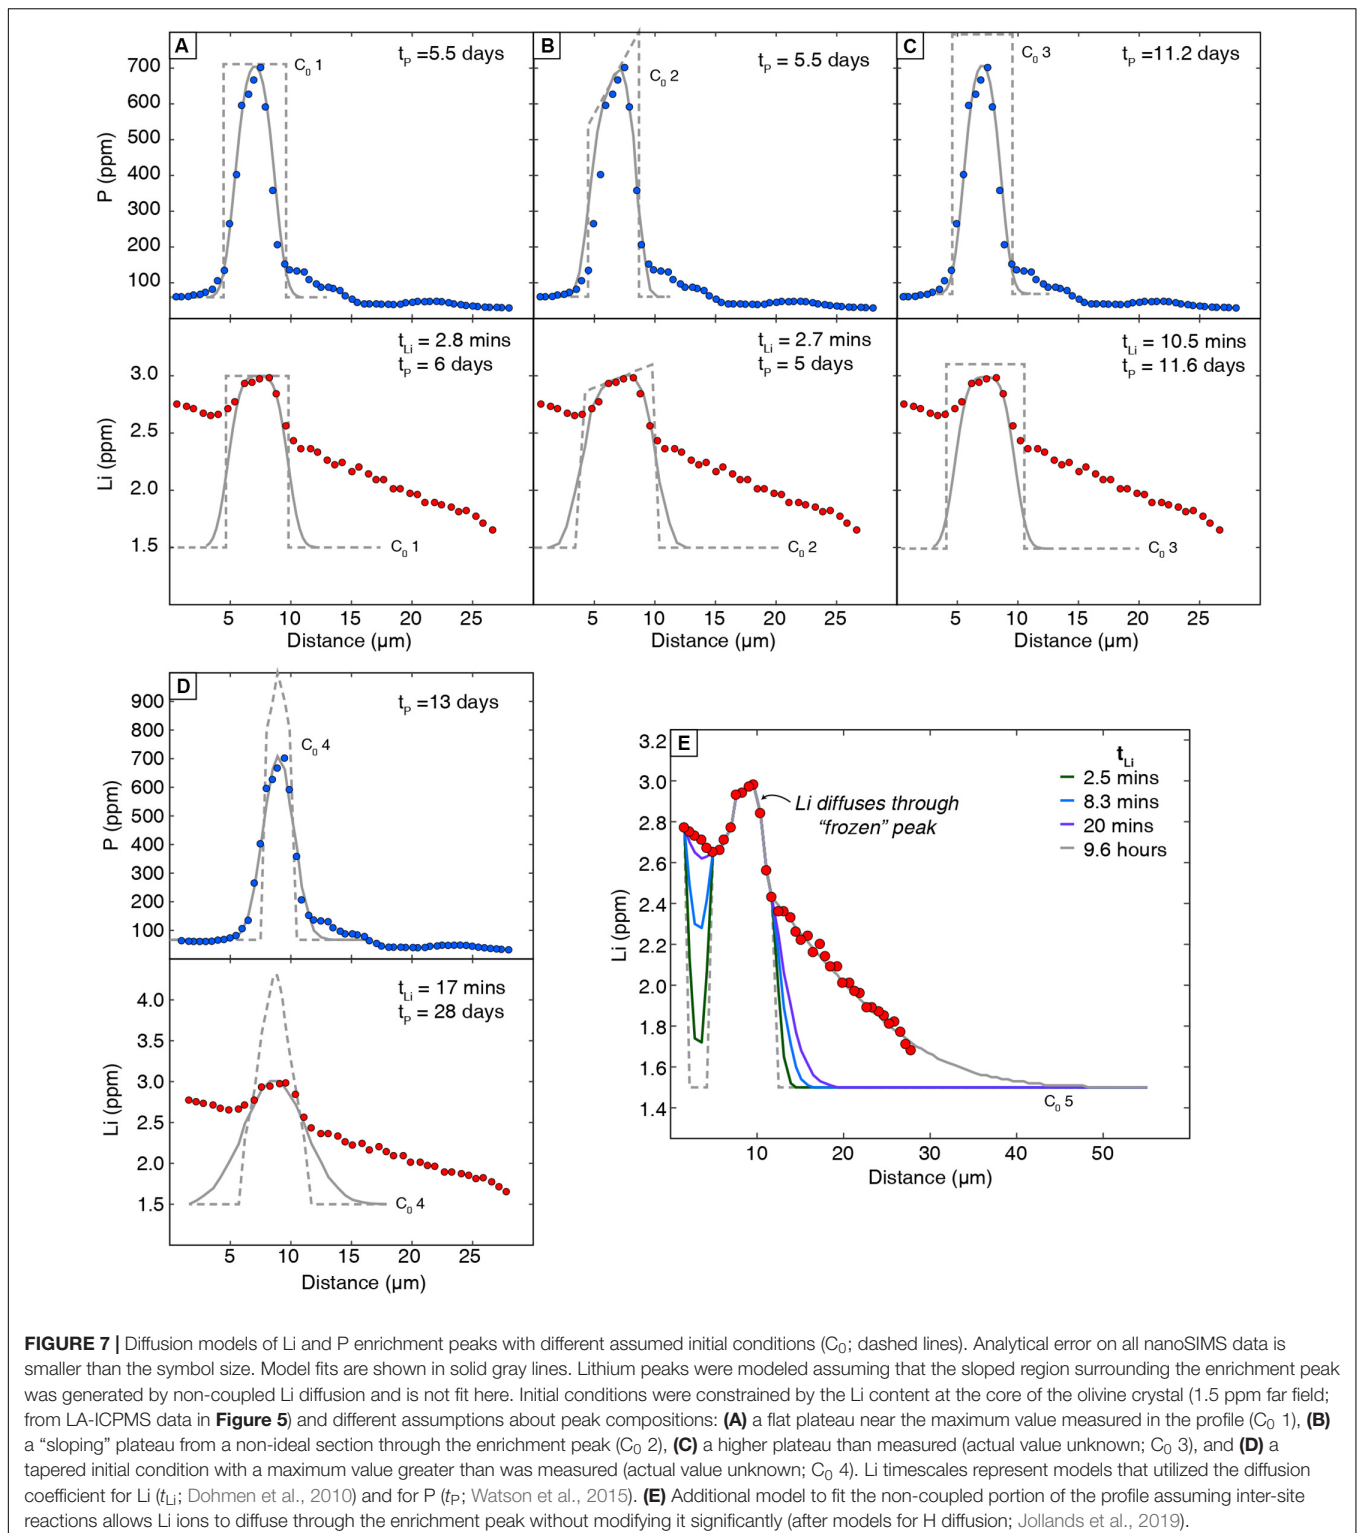 A
t_P =5.5 days
C_0 1
P (ppm)
700
600
500
400
300
200
100
B
t_P = 5.5 days
C_0 2
C
t_P =11.2 days
C_0 3
t_Li = 2.8 mins
t_P = 6 days
Li (ppm)
3.0
2.5
2.0
1.5
C_0 1
5 10 15 20 25
Distance (µm)
t_Li = 2.7 mins
t_P = 5 days
C_0 2
5 10 15 20 25
Distance (µm)
t_Li = 10.5 mins
t_P = 11.6 days
C_0 3
5 10 15 20 25
Distance (µm)
D
t_P =13 days
C_0 4
P (ppm)
900
800
700
600
500
400
300
200
100
t_Li = 17 mins
t_P = 28 days
Li (ppm)
4.0
3.5
3.0
2.5
2.0
1.5
C_0 4
5 10 15 20 25
Distance (µm)
E
t_Li
2.5 mins
8.3 mins
20 mins
9.6 hours
Li diffuses through
“frozen” peak
Li (ppm)
3.2
3.0
2.8
2.6
2.4
2.2
2.0
1.8
1.6
1.4
C_0 5
10 20 30 40 50
Distance (µm)
FIGURE 7 | Diffusion models of Li and P enrichment peaks with different assumed initial conditions (C0; dashed lines). Analytical error on all nanoSIMS data is
smaller than the symbol size. Model fits are shown in solid gray lines. Lithium peaks were modeled assuming that the sloped region surrounding the enrichment peak
was generated by non-coupled Li diffusion and is not fit here. Initial conditions were constrained by the Li content at the core of the olivine crystal (1.5 ppm far field;
from LA-ICPMS data in Figure 5) and different assumptions about peak compositions: (A) a flat plateau near the maximum value measured in the profile (C0 1), (B)
a “sloping” plateau from a non-ideal section through the enrichment peak (C0 2), (C) a higher plateau than measured (actual value unknown; C0 3), and (D) a
tapered initial condition with a maximum value greater than was measured (actual value unknown; C0 4). Li timescales represent models that utilized the diffusion
coefficient for Li (tLi; Dohmen et al., 2010) and for P (tP; Watson et al., 2015). (E) Additional model to fit the non-coupled portion of the profile assuming inter-site
reactions allows Li ions to diffuse through the enrichment peak without modifying it significantly (after models for H diffusion; Jollands et al., 2019).